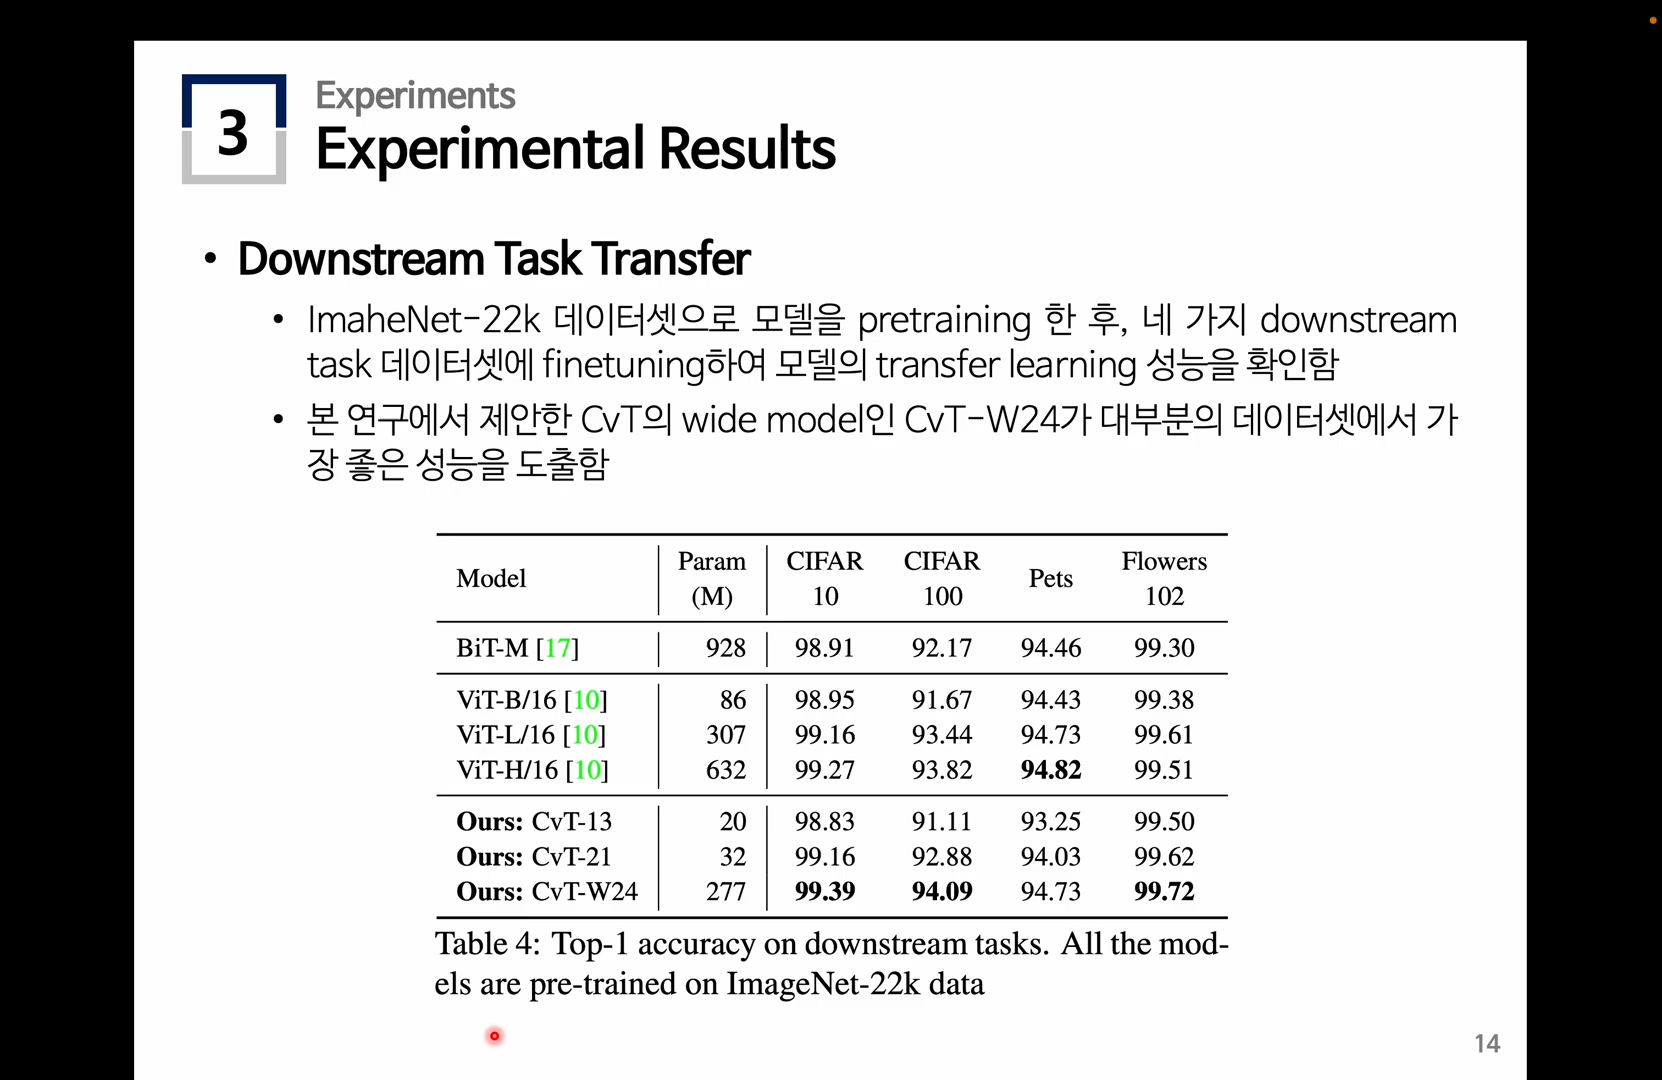 3
Experiments
Experimental Results
• Downstream Task Transfer
• ImaheNet-22k 데이터셋으로 모델을 pretraining 한 후, 네 가지 downstream
task 데이터셋에 finetuning하여 모델의 transfer learning 성능을 확인함
• 본 연구에서 제안한 CvT의 wide model인 CvT-W24가 대부분의 데이터셋에서 가
장 좋은 성능을 도출함
Model Param (M) CIFAR 10 CIFAR 100 Pets Flowers 102
BiT-M [17] 928 98.91 92.17 94.46 99.30
ViT-B/16 [10] 86 98.95 91.67 94.43 99.38
ViT-L/16 [10] 307 99.16 93.44 94.73 99.61
ViT-H/16 [10] 632 99.27 93.82 94.82 99.51
Ours: CvT-13 20 98.83 91.11 93.25 99.50
Ours: CvT-21 32 99.16 92.88 94.03 99.62
Ours: CvT-W24 277 99.39 94.09 94.73 99.72
Table 4: Top-1 accuracy on downstream tasks. All the mod-
els are pre-trained on ImageNet-22k data
14